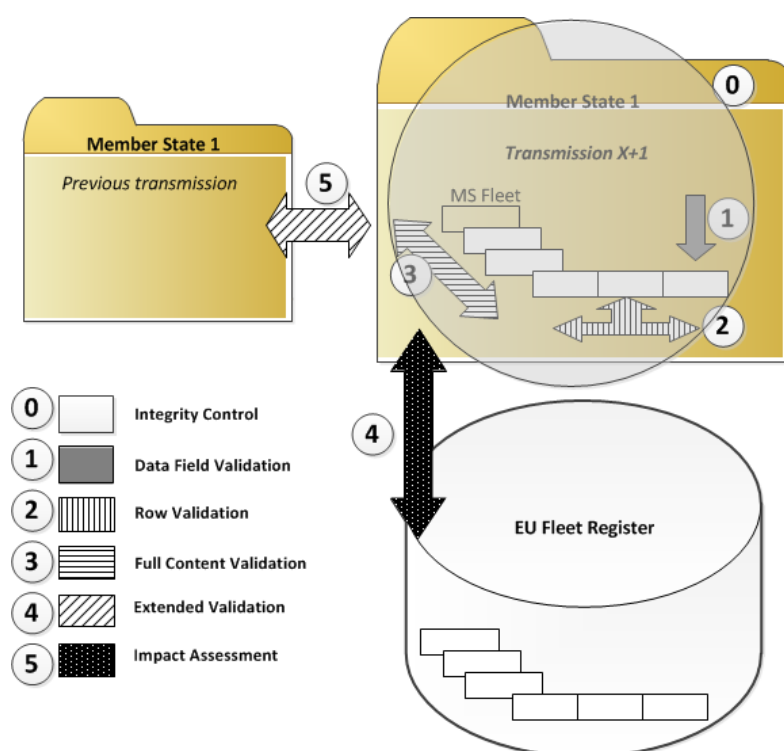 Member State 1
Previous transmission
5
0
Member State 1
Transmission X+1
MS Fleet
1
3
2
4
0 Integrity Control
1 Data Field Validation
2 Row Validation
3 Full Content Validation
4 Extended Validation
5 Impact Assessment
EU Fleet Register